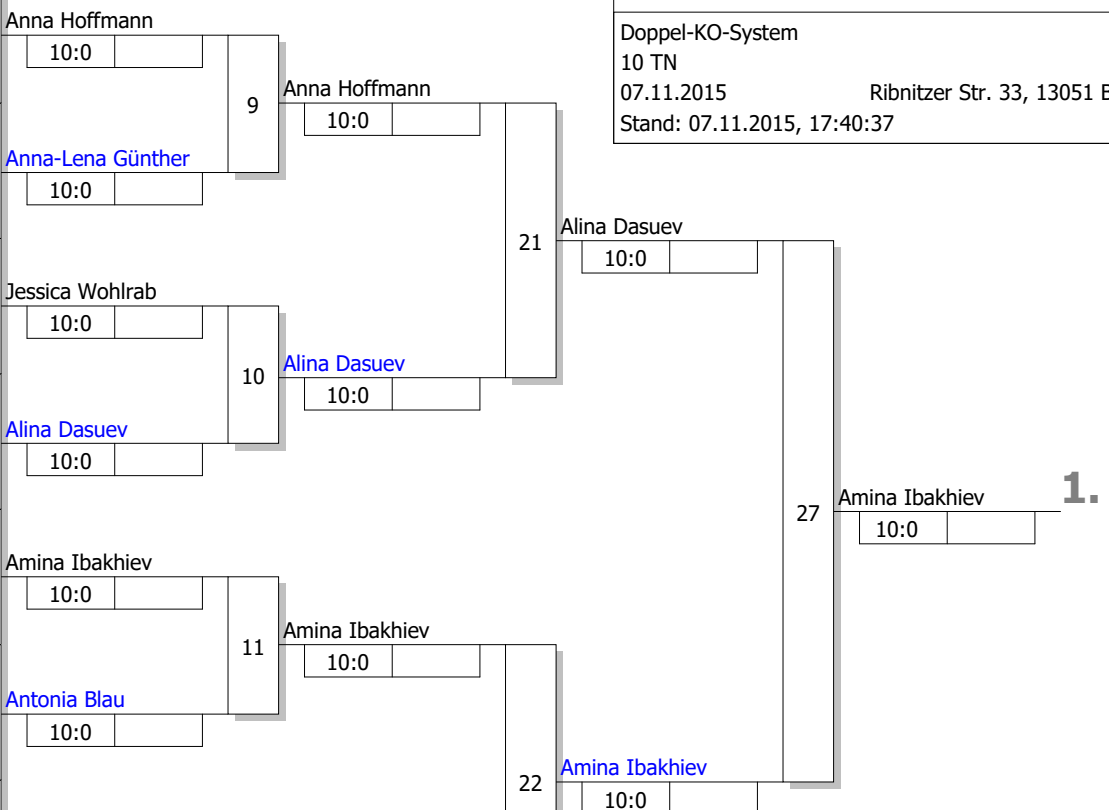 Anna Hoffmann
10:0
9
Anna-Lena Günther
10:0
Anna Hoffmann
10:0
Doppel-KO-System
10 TN
07.11.2015 Ribnitzer Str. 33, 13051 B
Stand: 07.11.2015, 17:40:37
21
Alina Dasuev
10:0
Jessica Wohlrab
10:0
10
Alina Dasuev
10:0
Alina Dasuev
10:0
27
Amina Ibakhiev
10:0
1.
Amina Ibakhiev
10:0
11
Amina Ibakhiev
10:0
Antonia Blau
10:0
22
Amina Ibakhiev
10:0